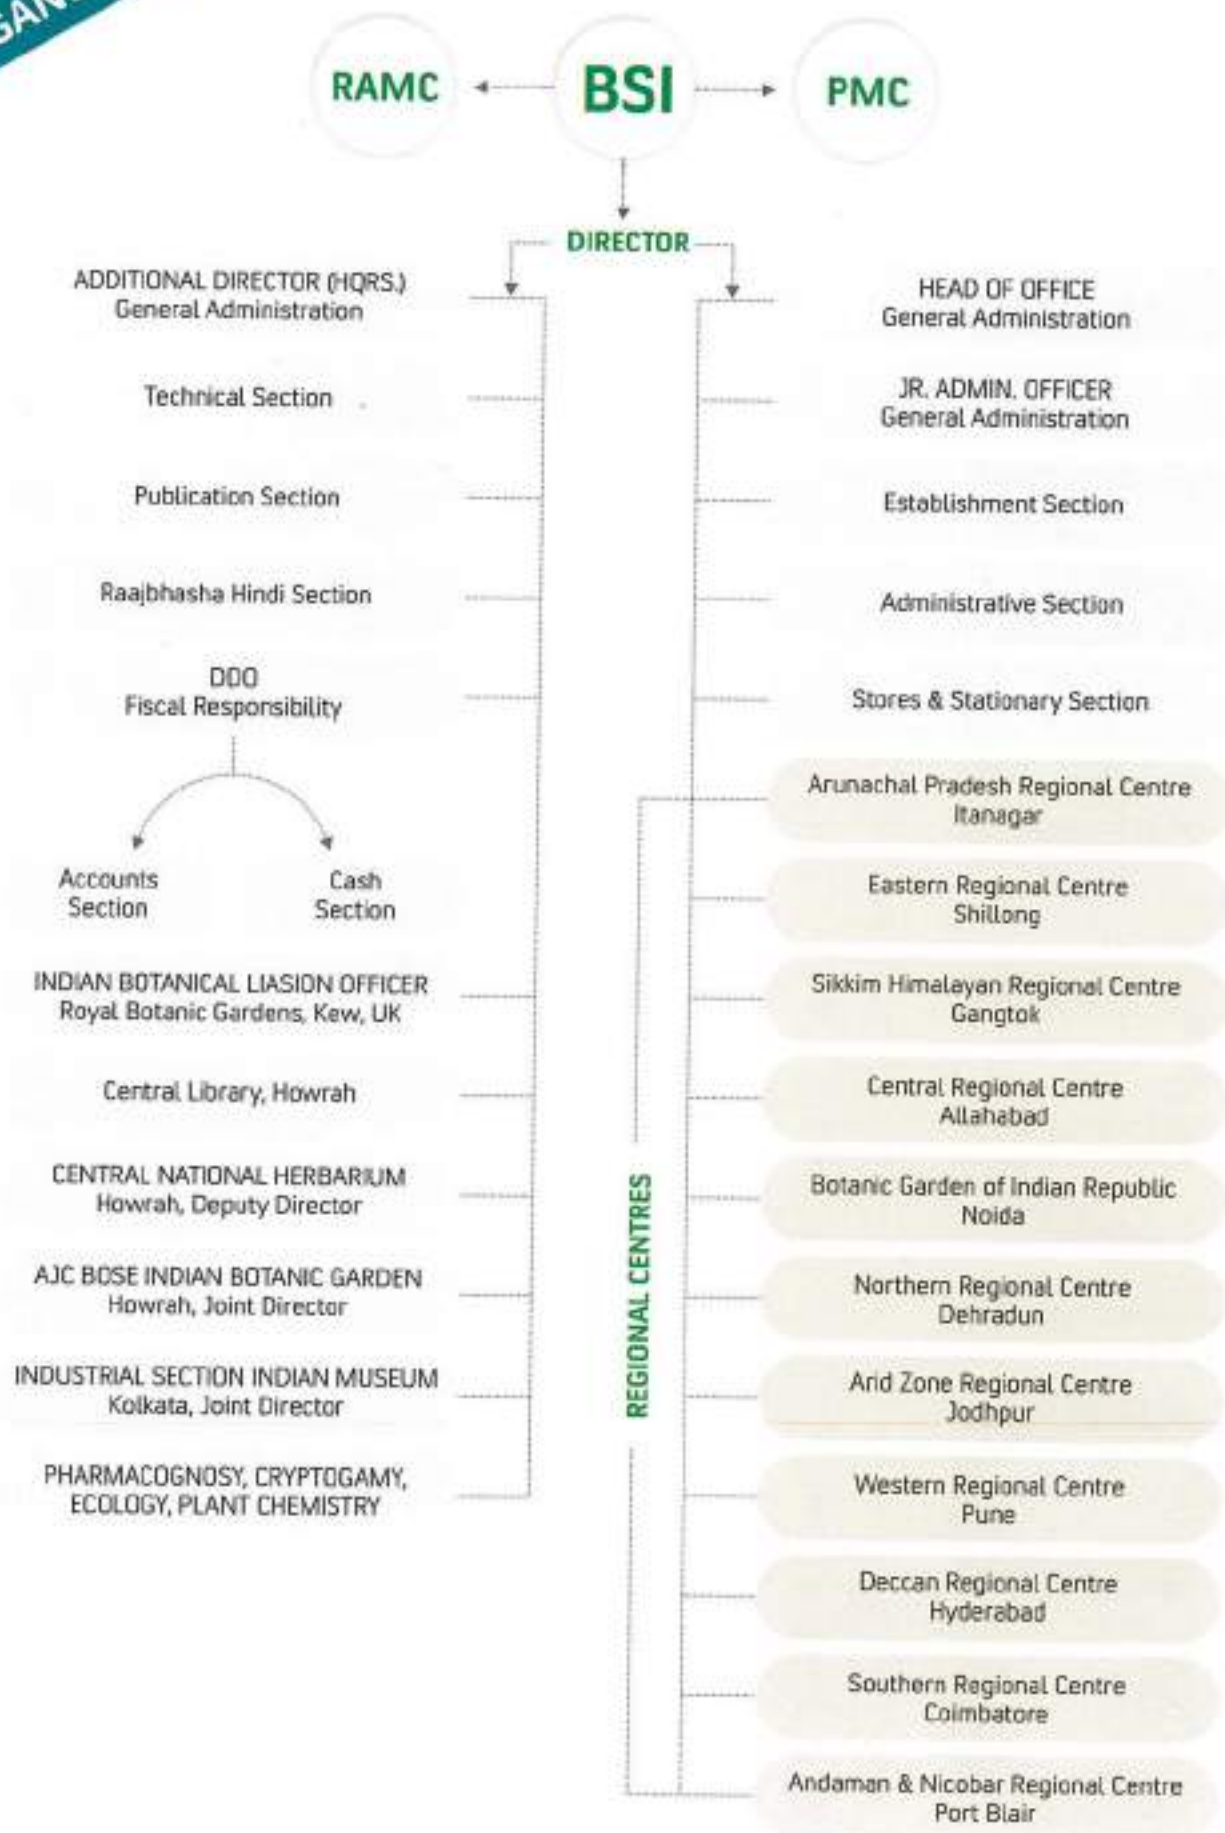 RAMC
BSI
PMC
DIRECTOR
ADDITIONAL DIRECTOR (HQRS.)
General Administration
Technical Section
Publication Section
Raajbhasha Hindi Section
DDO
Fiscal Responsibility
Accounts
Section
Cash
Section
INDIAN BOTANICAL LIASION OFFICER
Royal Botanic Gardens, Kew, UK
Central Library, Howrah
CENTRAL NATIONAL HERBARIUM
Howrah, Deputy Director
AJC BOSE INDIAN BOTANIC GARDEN
Howrah, Joint Director
INDUSTRIAL SECTION INDIAN MUSEUM
Kolkata, Joint Director
PHARMACOGNOSY, CRYPTOGAMY,
ECOLOGY, PLANT CHEMISTRY
HEAD OF OFFICE
General Administration
JR. ADMIN. OFFICER
General Administration
Establishment Section
Administrative Section
Stores & Stationary Section
REGIONAL CENTRES
Arunachal Pradesh Regional Centre
Itanagar
Eastern Regional Centre
Shillong
Sikkim Himalayan Regional Centre
Gangtok
Central Regional Centre
Allahabad
Botanic Garden of Indian Republic
Noida
Northern Regional Centre
Dehradun
Arid Zone Regional Centre
Jodhpur
Western Regional Centre
Pune
Deccan Regional Centre
Hyderabad
Southern Regional Centre
Coimbatore
Andaman & Nicobar Regional Centre
Port Blair